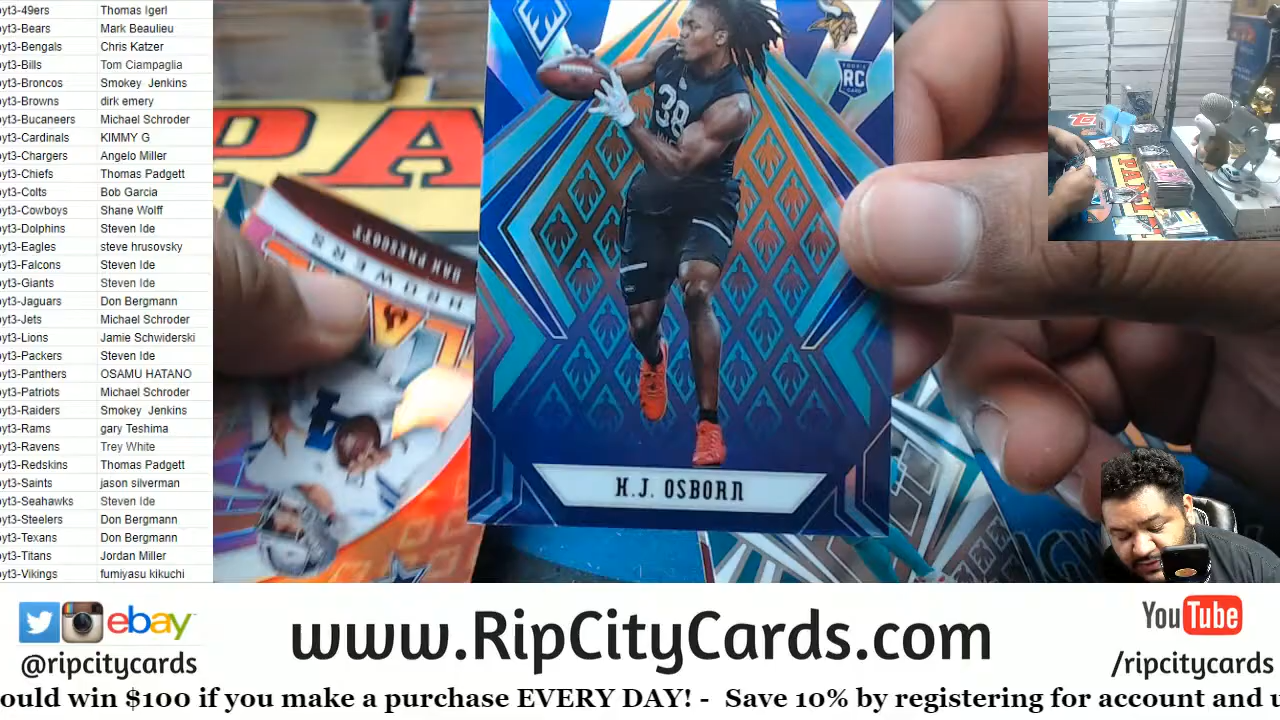 yt3-49ers Thomas Igerl
yt3-Bears Mark Beaulieu
yt3-Bengals Chris Katzer
yt3-Bills Tom Ciampaglia
yt3-Broncos Smokey Jenkins
yt3-Browns dirk emery
yt3-Bucaneers Michael Schroder
yt3-Cardinals KIMMY G
yt3-Chargers Angelo Miller
yt3-Chiefs Thomas Padgett
yt3-Colts Bob Garcia
yt3-Cowboys Shane Wolff
yt3-Dolphins Steven Ide
yt3-Eagles steve hrusovsky
yt3-Falcons Steven Ide
yt3-Giants Steven Ide
yt3-Jaguars Don Bergmann
yt3-Jets Michael Schroder
yt3-Lions Jamie Schwiderski
yt3-Packers Steven Ide
yt3-Panthers OSAMU HATANO
yt3-Patriots Michael Schroder
yt3-Raiders Smokey Jenkins
yt3-Rams gary Teshima
yt3-Ravens Trey White
yt3-Redskins Thomas Padgett
yt3-Saints jason silverman
yt3-Seahawks Steven Ide
yt3-Steelers Don Bergmann
yt3-Texans Don Bergmann
yt3-Titans Jordan Miller
yt3-Vikings fumiyasu kikuchi
PA
DAK PRESCOTT
38
ROOKIE
RC
CARD
K.J. OSBORN
4
PANINI
ebay
@ripcitycards
www.RipCityCards.com
YouTube
/ripcitycards
ould win $100 if you make a purchase EVERY DAY! - Save 10% by registering for account and u